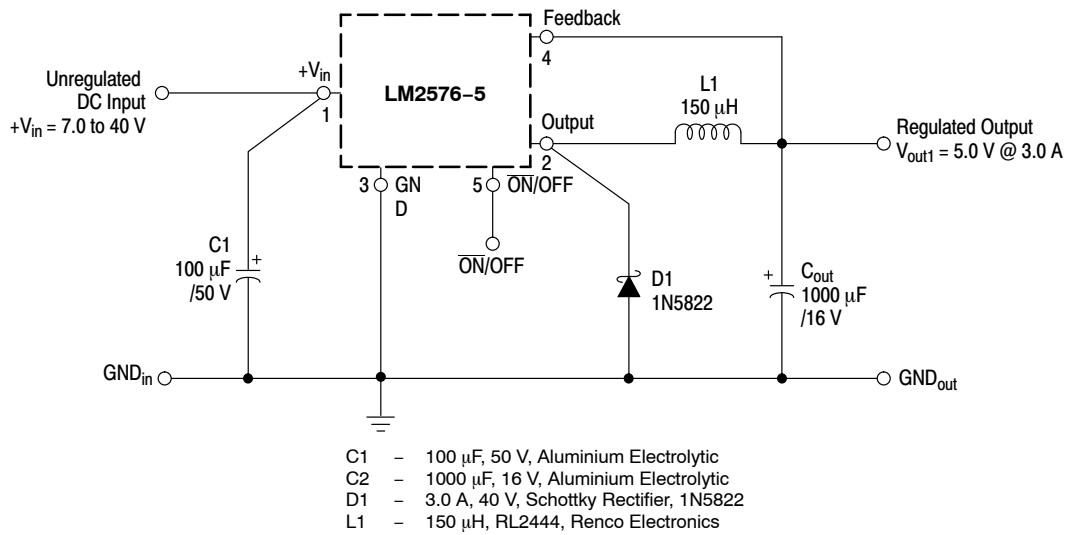 Feedback
4
Unregulated
DC Input
+Vin = 7.0 to 40 V
+Vin
1
LM2576−5
L1
150 μH
Output
2
Regulated Output
Vout1 = 5.0 V @ 3.0 A
3
GN
D
5
ON/OFF
ON/OFF
C1
100 μF
/50 V
+
D1
1N5822
+
Cout
1000 μF
/16 V
GNDin
GNDout
C1 – 100 μF, 50 V, Aluminium Electrolytic
C2 – 1000 μF, 16 V, Aluminium Electrolytic
D1 – 3.0 A, 40 V, Schottky Rectifier, 1N5822
L1 – 150 μH, RL2444, Renco Electronics